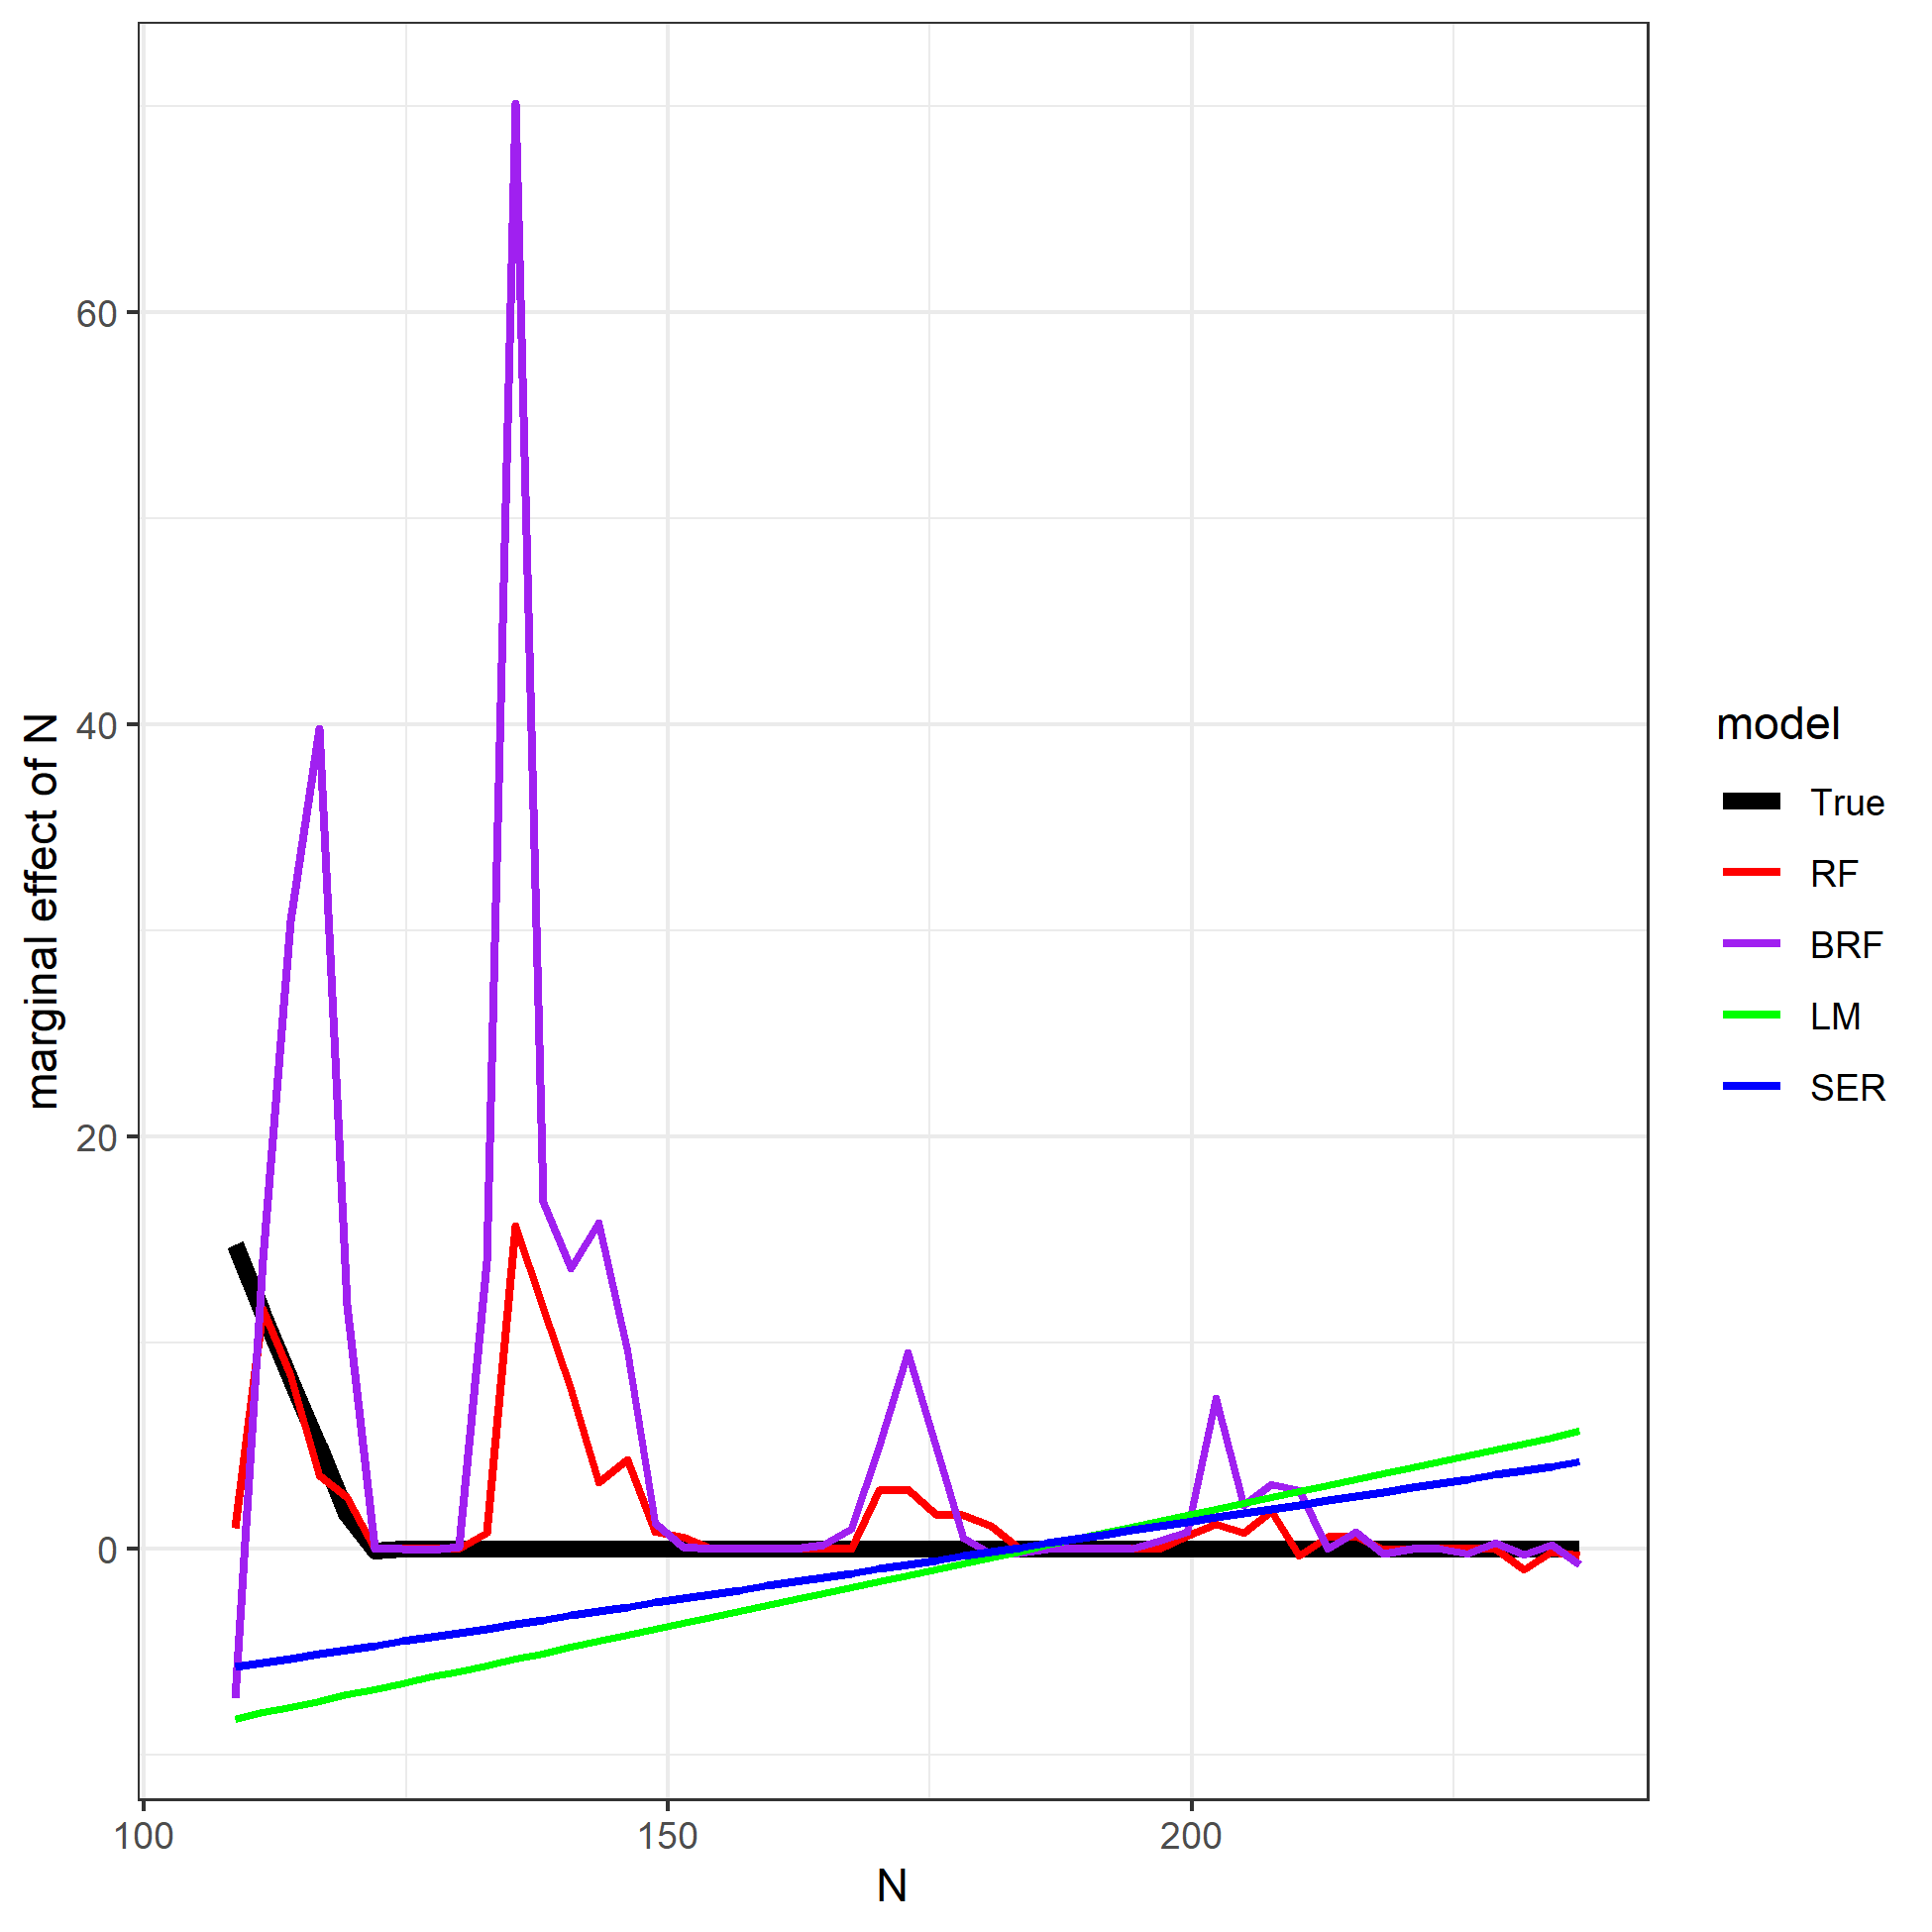 marginal effect of N
60
40
20
0
100
150
200
N
model
True
RF
BRF
LM
SER